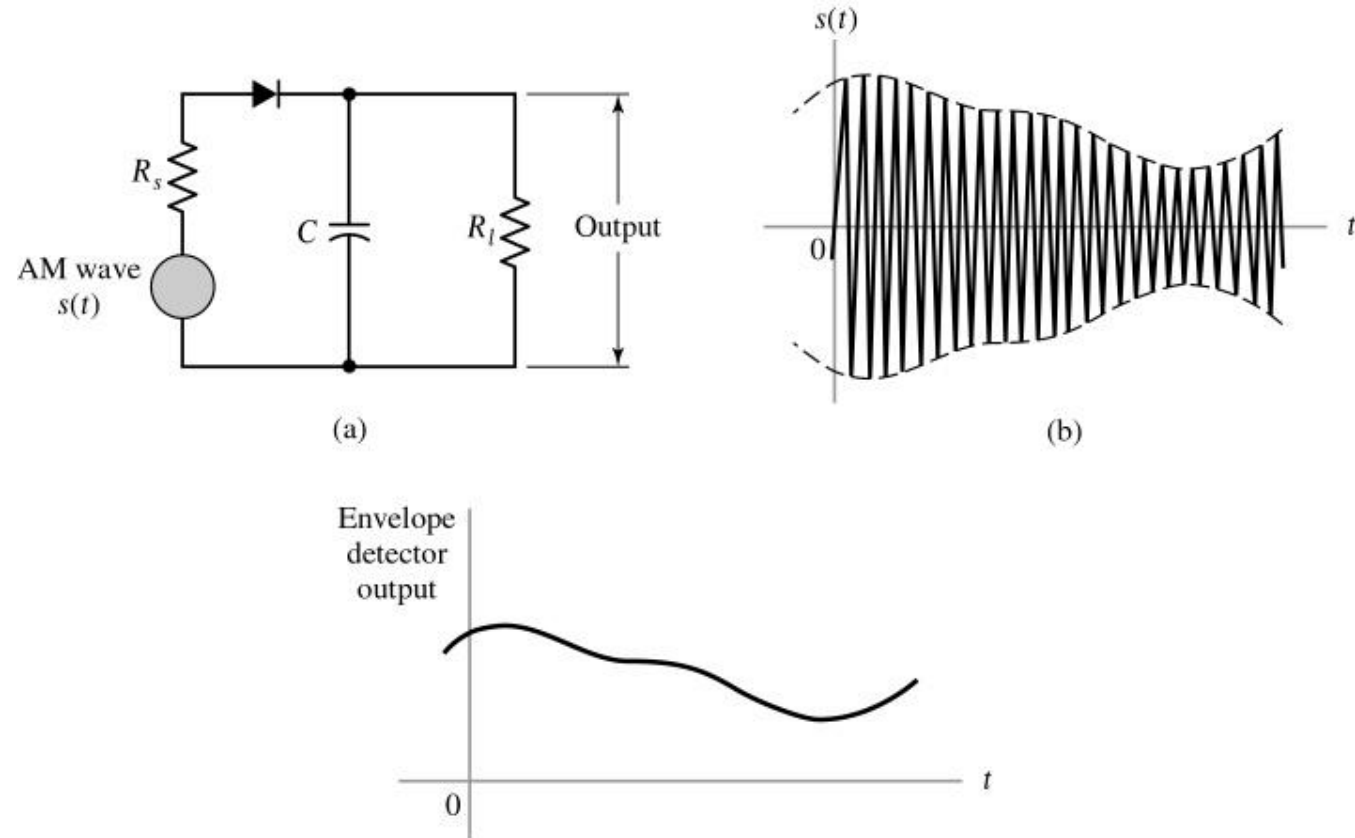 R_s
AM wave
s(t)
C
R_l
Output
(a)
s(t)
0
t
(b)
Envelope
detector
output
0
t